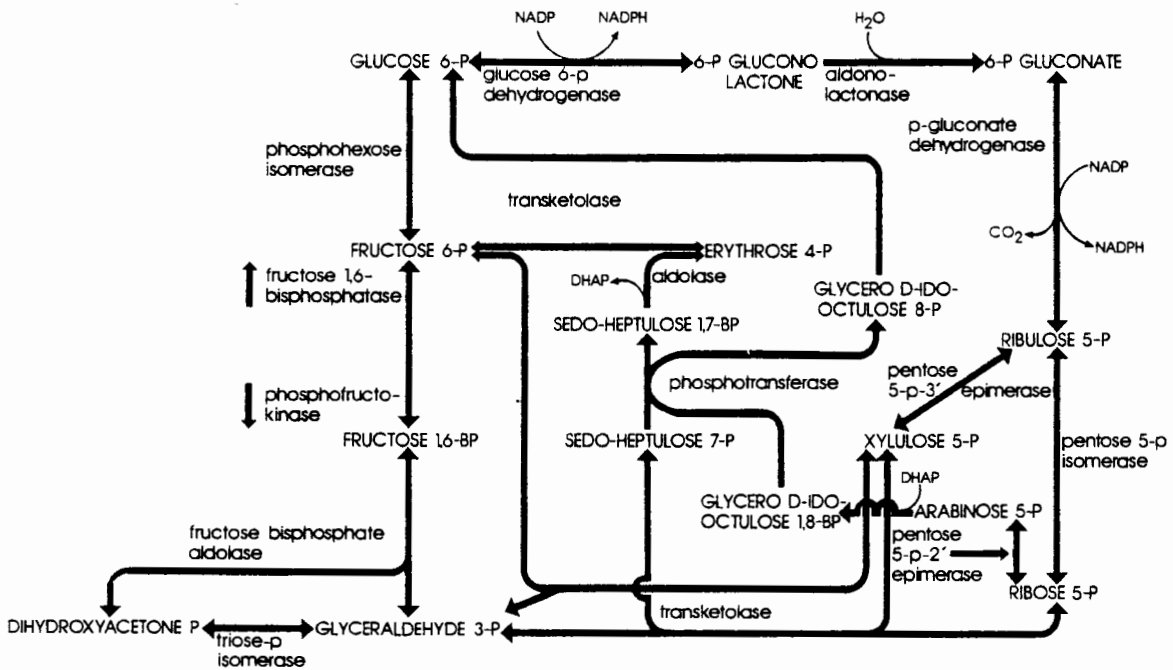 NADP NADPH H₂O
GLUCOSE 6-P 6-P GLUCONO 6-P GLUCONATE
LACTONE
glucose 6-p
dehydrogenase
aldono-
lactonase
p-gluconate
dehydrogenase
phosphohexose
isomerase
NADP
CO₂
NADPH
transketolase
FRUCTOSE 6-P ERYTHROSE 4-P
fructose 1,6-
bisphosphatase
DHAP
aldolase
GLYCERO D-IDO-
OCTULOSE 8-P
SEDO-HEPTULOSE 1,7-BP
RIBULOSE 5-P
phosphotransferase
pentose
5-p-3´ epimerase
phosphofructo-
kinase
FRUCTOSE 1,6-BP SEDO-HEPTULOSE 7-P XYLULOSE 5-P
pentose 5-p
isomerase
DHAP
GLYCERO D-IDO-
OCTULOSE 1,8-BP
ARABINOSE 5-P
fructose bisphosphate
aldolase
pentose
5-p-2´
epimerase
RIBOSE 5-P
transketolase
DIHYDROXYACETONE P GLYCERALDEHYDE 3-P
triose-p
isomerase